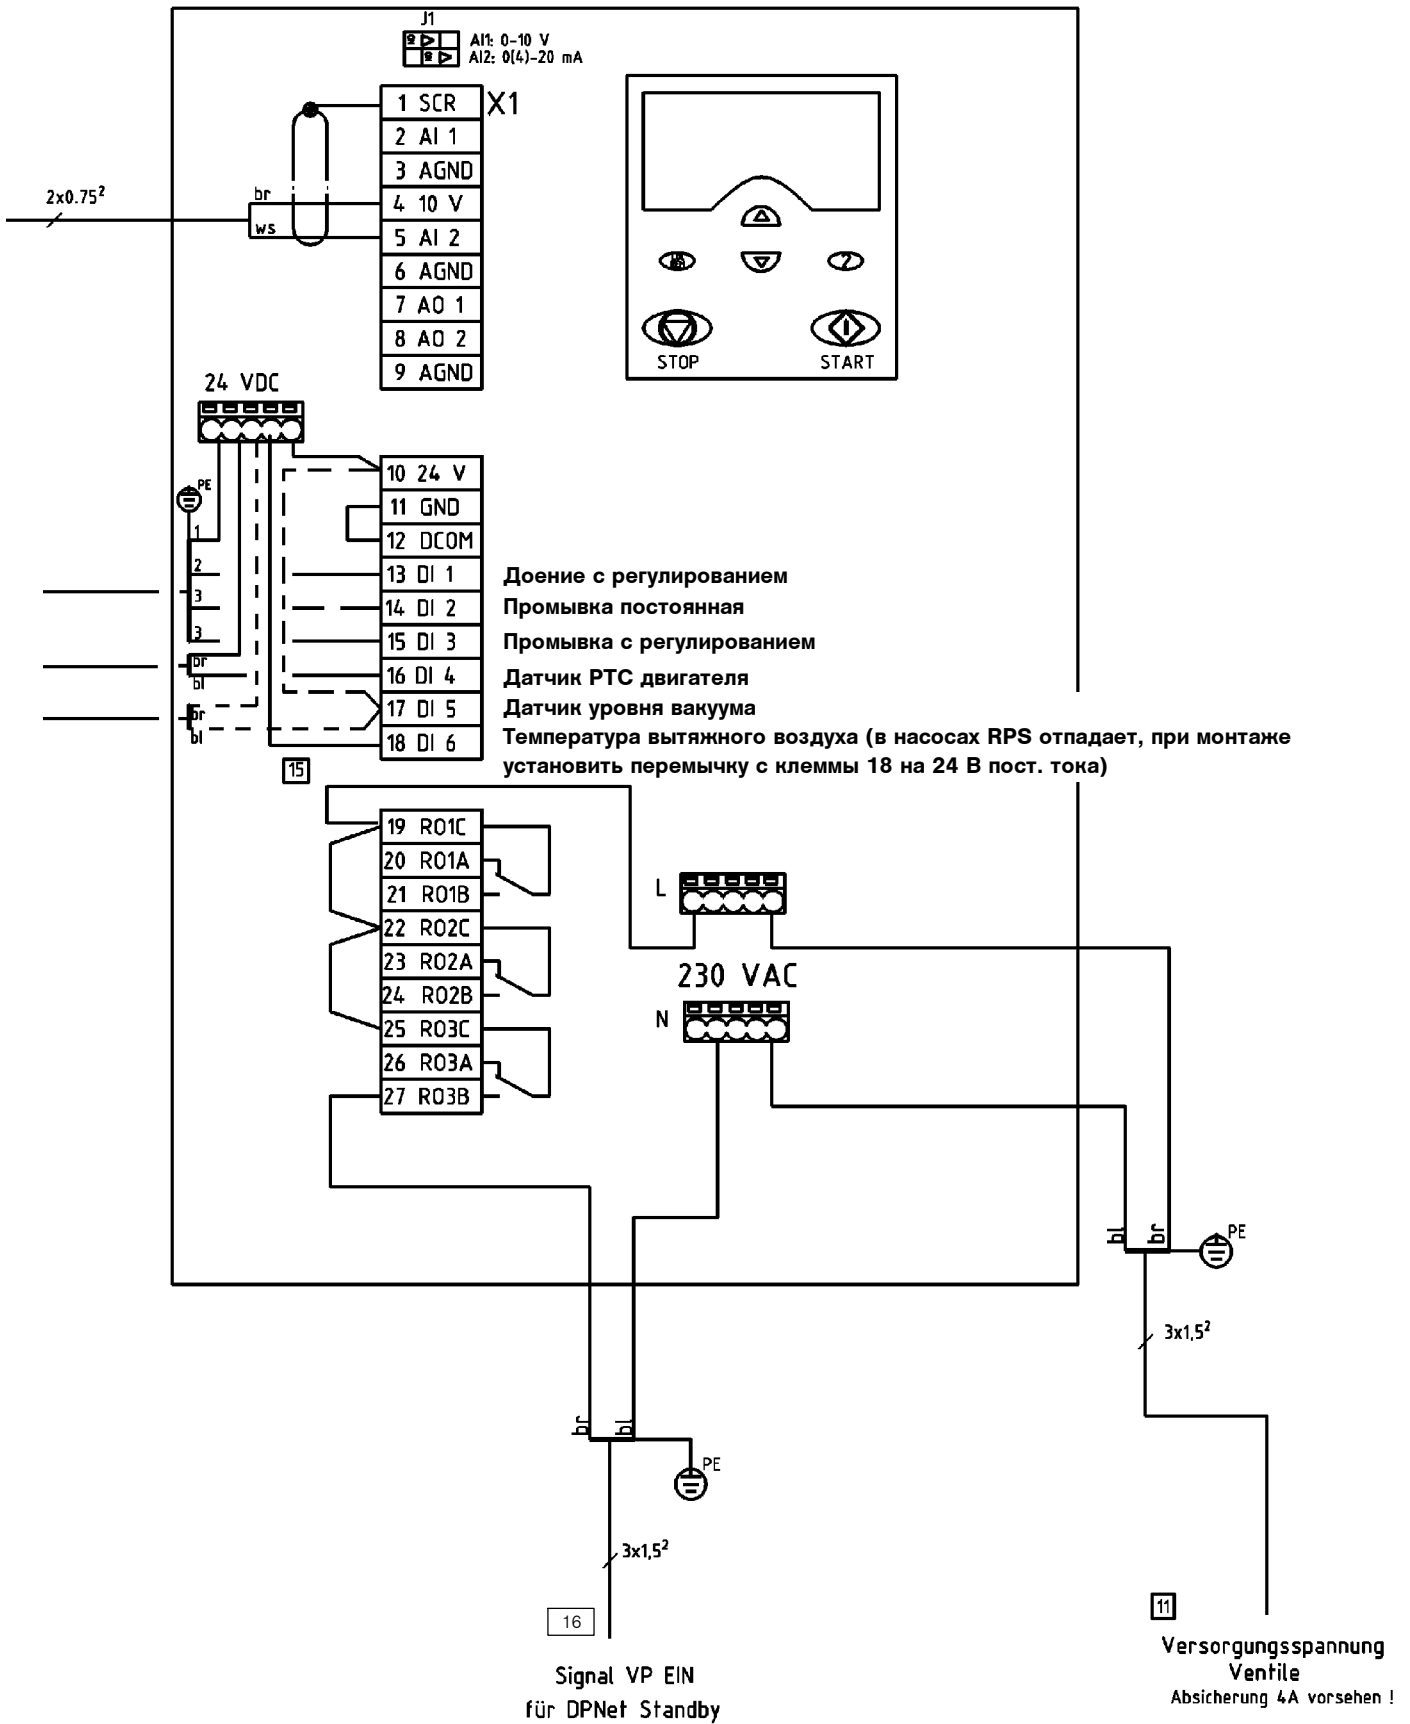 J1
AI1: 0-10 V
AI2: 0(4)-20 mA
X1
1 SCR
2 AI 1
3 AGND
4 10 V
5 AI 2
6 AGND
7 AO 1
8 AO 2
9 AGND
2x0.75²
br
ws
STOP
START
24 VDC
PE
1
2
3
3
br
bl
br
bl
10 24 V
11 GND
12 DCOM
13 DI 1 Доение с регулированием
14 DI 2 Промывка постоянная
15 DI 3 Промывка с регулированием
16 DI 4 Датчик PTC двигателя
17 DI 5 Датчик уровня вакуума
18 DI 6 Температура вытяжного воздуха (в насосах RPS отпадает, при монтаже
установить перемычку с клеммы 18 на 24 В пост. тока)
15
19 RO1C
20 RO1A
21 RO1B
22 RO2C
23 RO2A
24 RO2B
25 RO3C
26 RO3A
27 RO3B
L
230 VAC
N
bl
br
PE
3x1,5²
br
bl
PE
3x1,5²
16
Signal VP EIN
für DPNet Standby
11
Versorgungsspannung
Ventile
Absicherung 4A vorsehen !